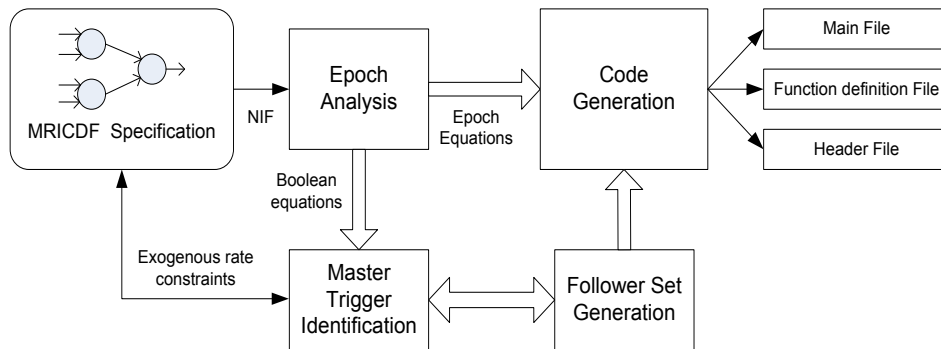 MRICDF Specification
NIF
Epoch
Analysis
Epoch
Equations
Code
Generation
Main File
Function definition File
Header File
Boolean
equations
Exogenous rate
constraints
Master
Trigger
Identification
Follower Set
Generation